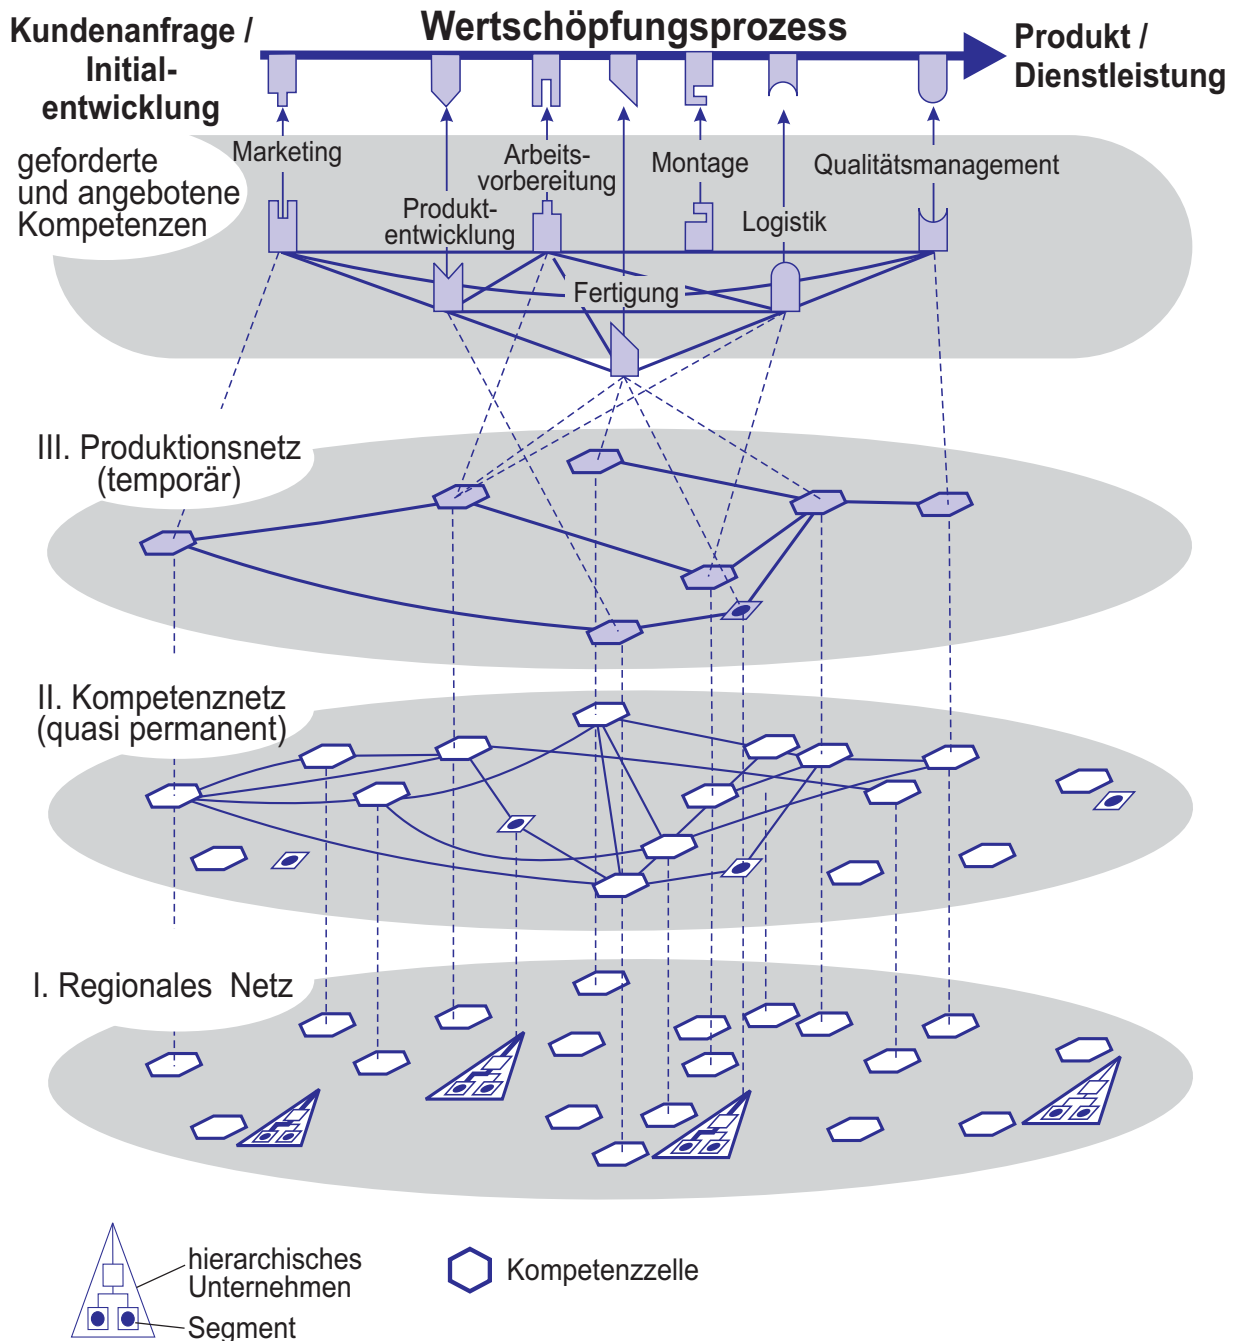 Kundenanfrage /
Initial-
entwicklung
Wertschöpfungsprozess
Produkt /
Dienstleistung
geforderte
und angebotene
Kompetenzen
Marketing
Produkt-
entwicklung
Arbeits-
vorbereitung
Fertigung
Montage
Logistik
Qualitätsmanagement
III. Produktionsnetz
(temporär)
II. Kompetenznetz
(quasi permanent)
I. Regionales Netz
hierarchisches
Unternehmen
Segment
Kompetenzzelle